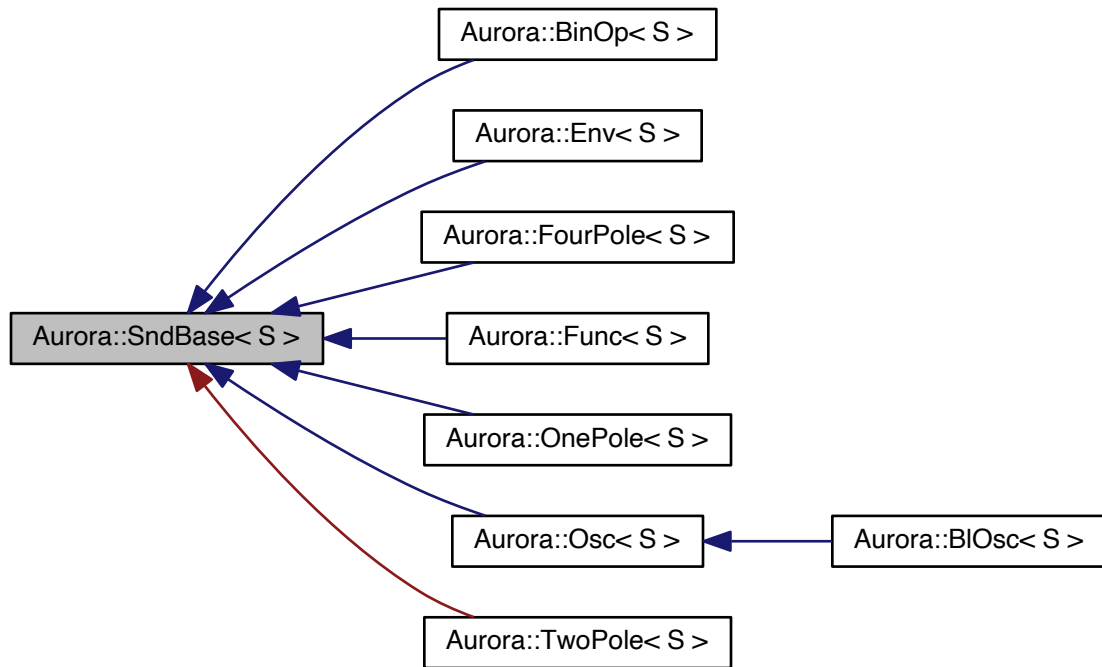 Aurora::BinOp< S >
Aurora::Env< S >
Aurora::FourPole< S >
Aurora::SndBase< S >
Aurora::Func< S >
Aurora::OnePole< S >
Aurora::Osc< S >
Aurora::BlOsc< S >
Aurora::TwoPole< S >